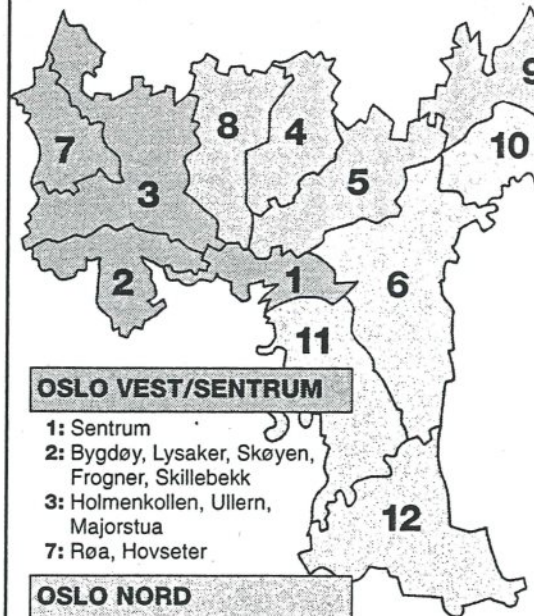 9
7
8
4
10
3
5
2
1
6
11
OSLO VEST/SENTRUM
1: Sentrum
2: Bygdøy, Lysaker, Skøyen,
Frogner, Skillebekk
3: Holmenkollen, Ullern,
Majorstua
7: Røa, Hovseter
12
OSLO NORD